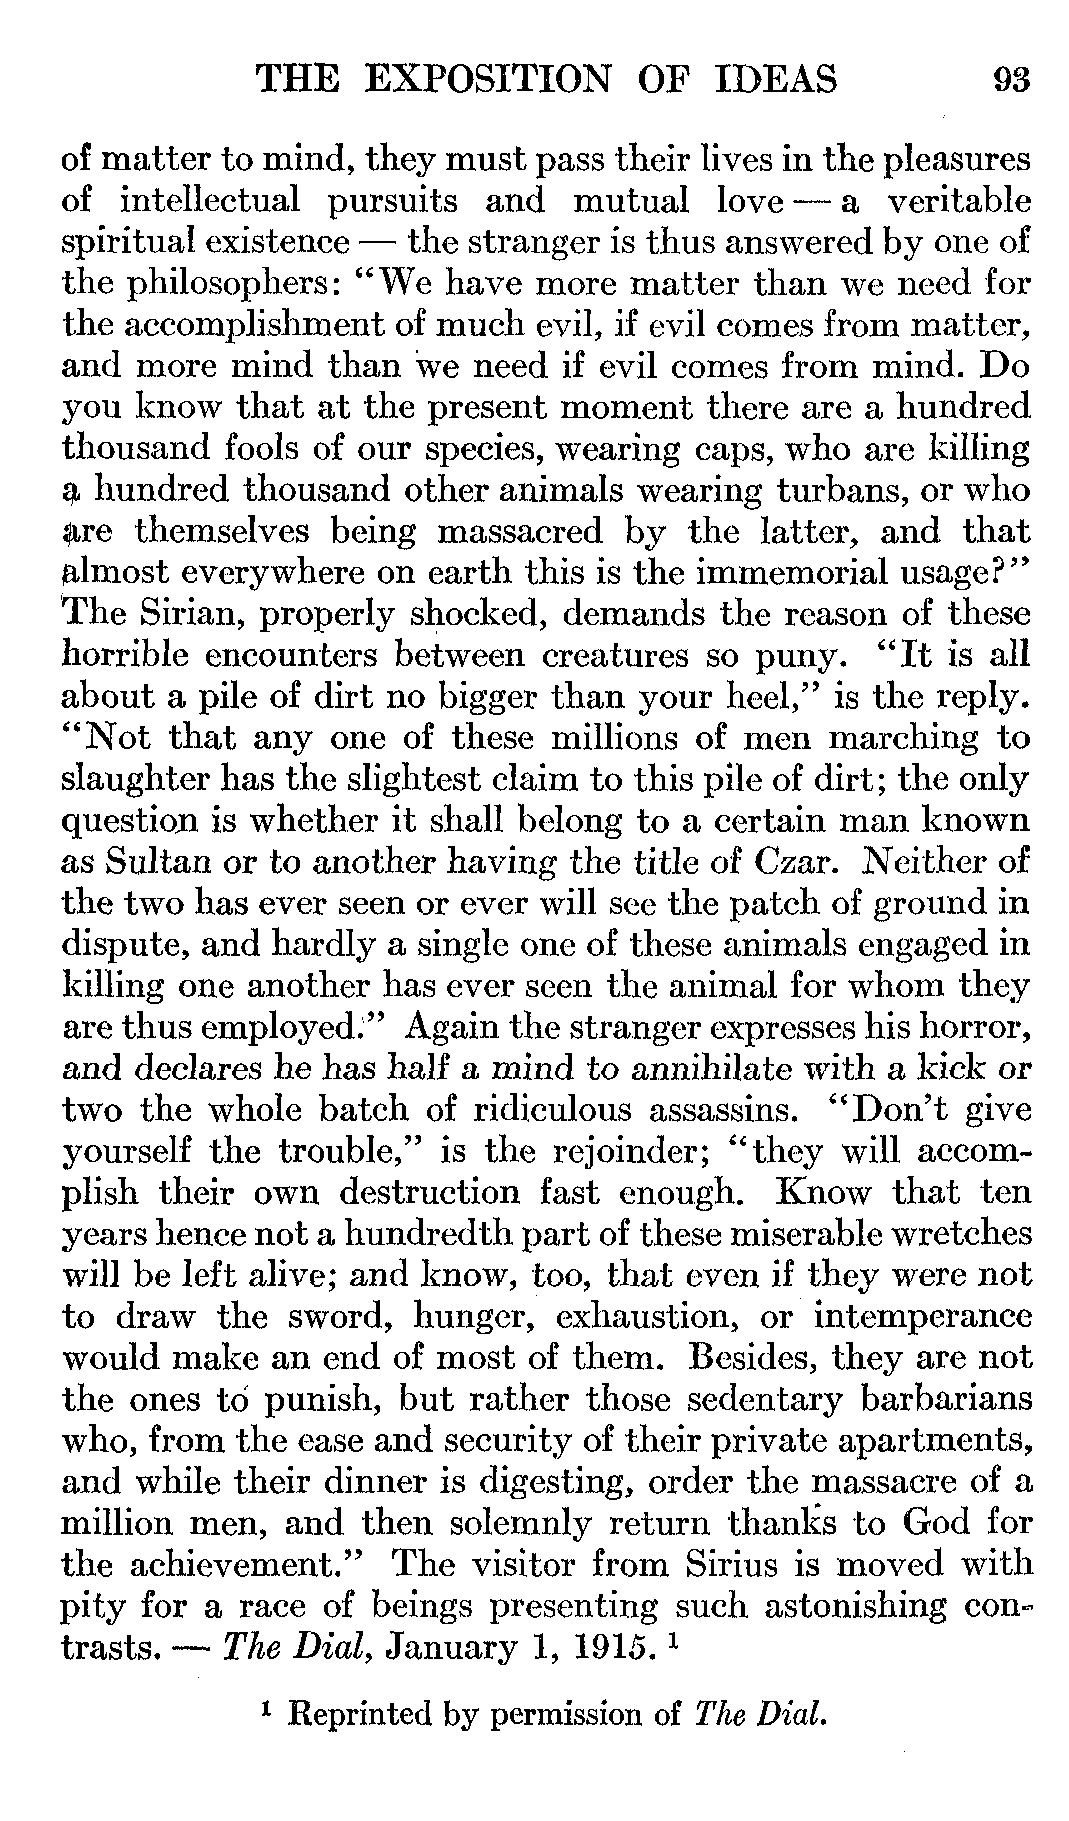 THE EXPOSITION OF IDEAS 93
of matter to mind, they must pass their lives in the pleasures
of intellectual pursuits and mutual love — a veritable
spiritual existence — the stranger is thus answered by one of
the philosophers: “We have more matter than we need for
the accomplishment of much evil, if evil comes from matter,
and more mind than we need if evil comes from mind. Do
you know that at the present moment there are a hundred
thousand fools of our species, wearing caps, who are killing
a hundred thousand other animals wearing turbans, or who
are themselves being massacred by the latter, and that
almost everywhere on earth this is the immemorial usage?”
The Sirian, properly shocked, demands the reason of these
horrible encounters between creatures so puny. “It is all
about a pile of dirt no bigger than your heel,” is the reply.
“Not that any one of these millions of men marching to
slaughter has the slightest claim to this pile of dirt; the only
question is whether it shall belong to a certain man known
as Sultan or to another having the title of Czar. Neither of
the two has ever seen or ever will see the patch of ground in
dispute, and hardly a single one of these animals engaged in
killing one another has ever seen the animal for whom they
are thus employed.” Again the stranger expresses his horror,
and declares he has half a mind to annihilate with a kick or
two the whole batch of ridiculous assassins. “Don’t give
yourself the trouble,” is the rejoinder; “they will accom-
plish their own destruction fast enough. Know that ten
years hence not a hundredth part of these miserable wretches
will be left alive; and know, too, that even if they were not
to draw the sword, hunger, exhaustion, or intemperance
would make an end of most of them. Besides, they are not
the ones to punish, but rather those sedentary barbarians
who, from the ease and security of their private apartments,
and while their dinner is digesting, order the massacre of a
million men, and then solemnly return thanks to God for
the achievement.” The visitor from Sirius is moved with
pity for a race of beings presenting such astonishing con-
trasts. — The Dial, January 1, 1915. ¹
¹ Reprinted by permission of The Dial.